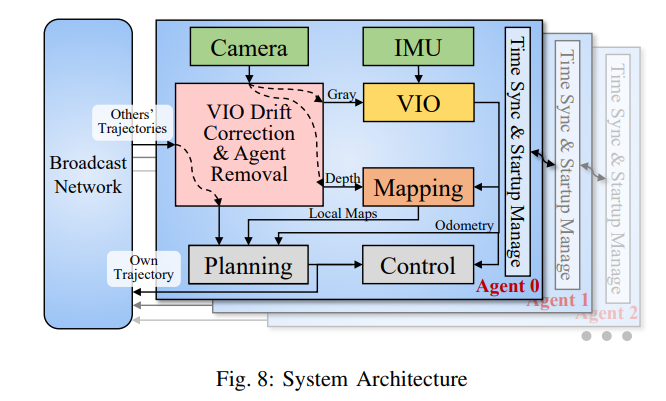 Camera
IMU
Time Sync & Startup Manage
Time Sync & Startup Manage
Time Sync & Startup Manage
Others'
Trajectories
VIO Drift
Correction
& Agent
Removal
Gray
VIO
Broadcast
Network
Depth
Mapping
Local Maps
Odometry
Own
Trajectory
Planning
Control
Agent 0
Agent 1
Agent 2
Fig. 8: System Architecture